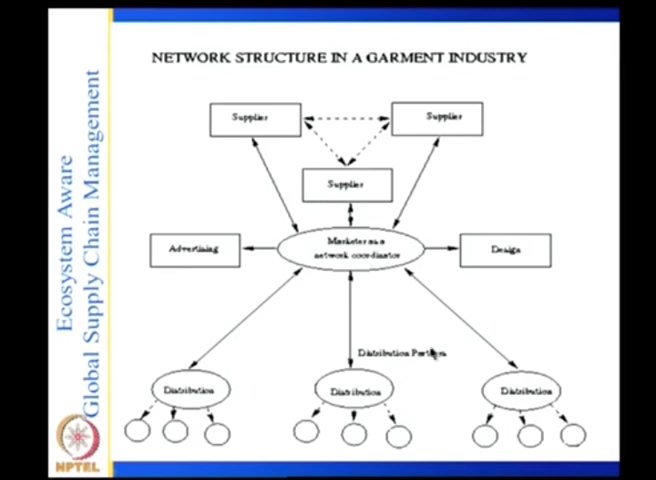 Ecosystem Aware
Global Supply Chain Management
NETWORK STRUCTURE IN A GARMENT INDUSTRY
Supplier
Supplier
Supplier
Advertising
Marketer as a
network coordinator
Design
Distribution Partners
Distribution
Distribution
Distribution
NPTEL